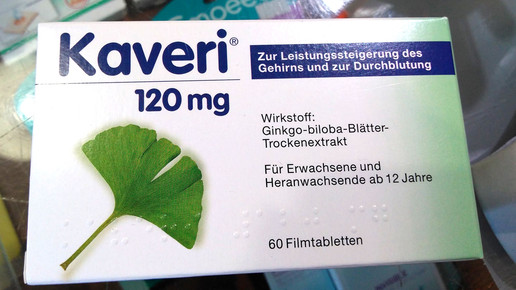 Kaveri®
120 mg
Zur Leistungssteigerung des
Gehirns und zur Durchblutung
Wirkstoff:
Ginkgo-biloba-Blätter-
Trockenextrakt
Für Erwachsene und
Heranwachsende ab 12 Jahre
60 Filmtabletten